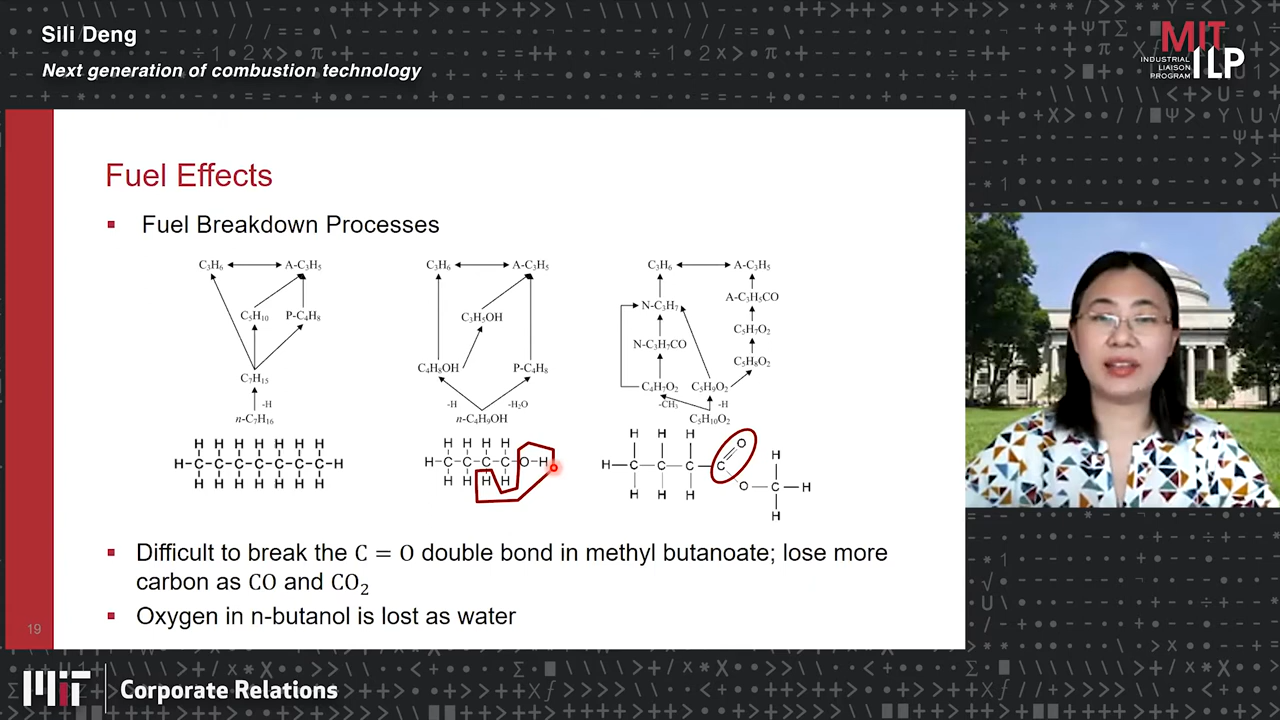 Sili Deng
Next generation of combustion technology
MIT
INDUSTRIAL
LIAISON
PROGRAM
ILP
Fuel Effects
▪ Fuel Breakdown Processes
C₃H₆ A-C₃H₅
C₅H₁₀ P-C₄H₈
C₇H₁₅
-H
n-C₇H₁₆
H H H H H H H
H-C-C-C-C-C-C-C-H
H H H H H H H
C₃H₆ A-C₃H₅
C₃H₅OH
C₄H₈OH P-C₄H₈
-H -H₂O
n-C₄H₉OH
H H H H
H-C-C-C-C-O-H
H H H H
C₃H₆ A-C₃H₅
A-C₃H₅CO
N-C₃H₇
C₅H₇O₂
N-C₃H₇CO
C₅H₈O₂
C₄H₇O₂ C₅H₉O₂
-CH₃ -H
C₅H₁₀O₂
H H H O
H-C-C-C-C H
O-C-H
H H H H
▪ Difficult to break the C = O double bond in methyl butanoate; lose more
carbon as CO and CO₂
▪ Oxygen in n-butanol is lost as water
19
MIT
Corporate Relations